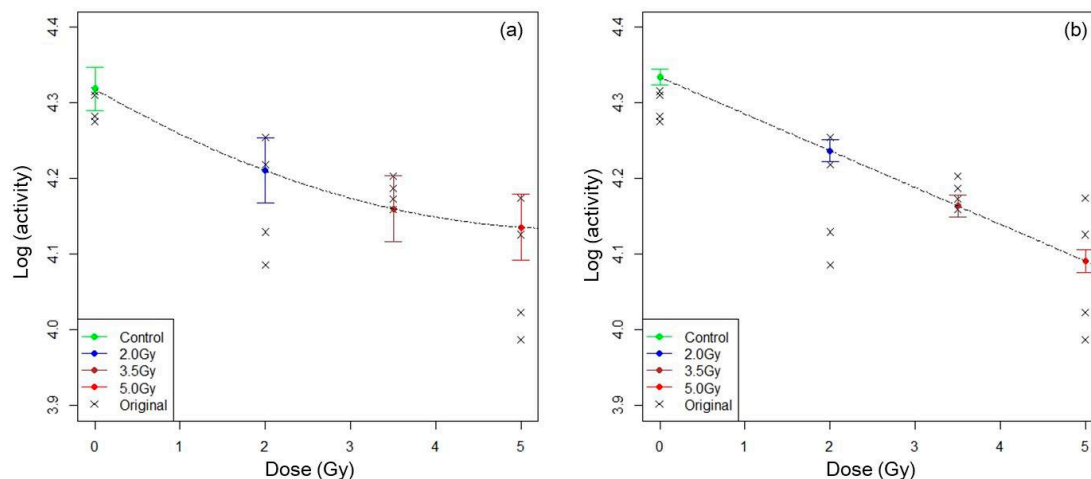 (a)
4.4
4.3
4.2
4.1
4.0
3.9
Log (activity)
Control
2.0Gy
3.5Gy
5.0Gy
Original
0 1 2 3 4 5
Dose (Gy)
(b)
4.4
4.3
4.2
4.1
4.0
3.9
Log (activity)
Control
2.0Gy
3.5Gy
5.0Gy
Original
0 1 2 3 4 5
Dose (Gy)